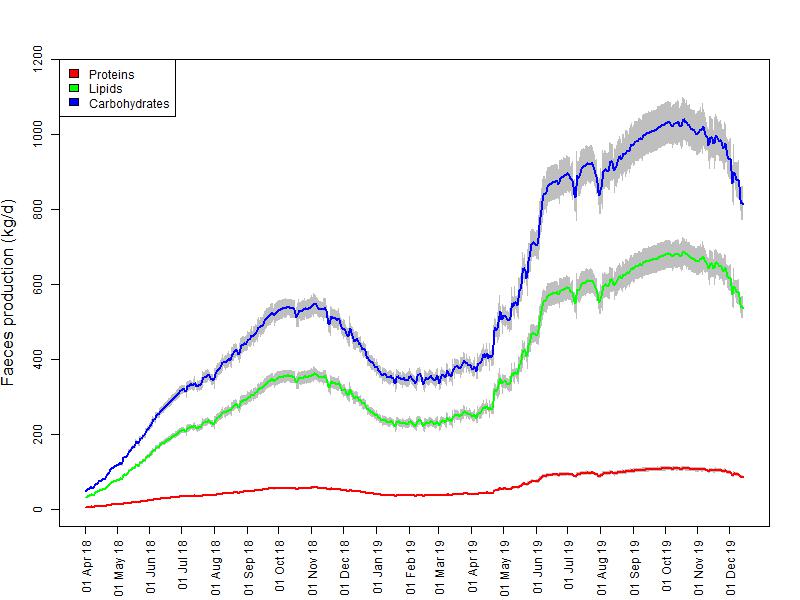 Proteins
Lipids
Carbohydrates
Faeces production (kg/d)
1200
1000
800
600
400
200
0
01 Apr 18
01 May 18
01 Jun 18
01 Jul 18
01 Aug 18
01 Sep 18
01 Oct 18
01 Nov 18
01 Dec 18
01 Jan 19
01 Feb 19
01 Mar 19
01 Apr 19
01 May 19
01 Jun 19
01 Jul 19
01 Aug 19
01 Sep 19
01 Oct 19
01 Nov 19
01 Dec 19